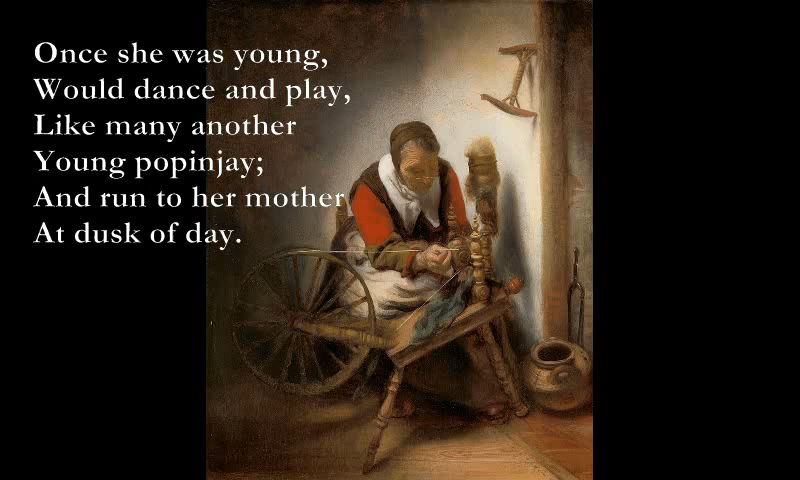 Once she was young,
Would dance and play,
Like many another
Young popinjay;
And run to her mother
At dusk of day.